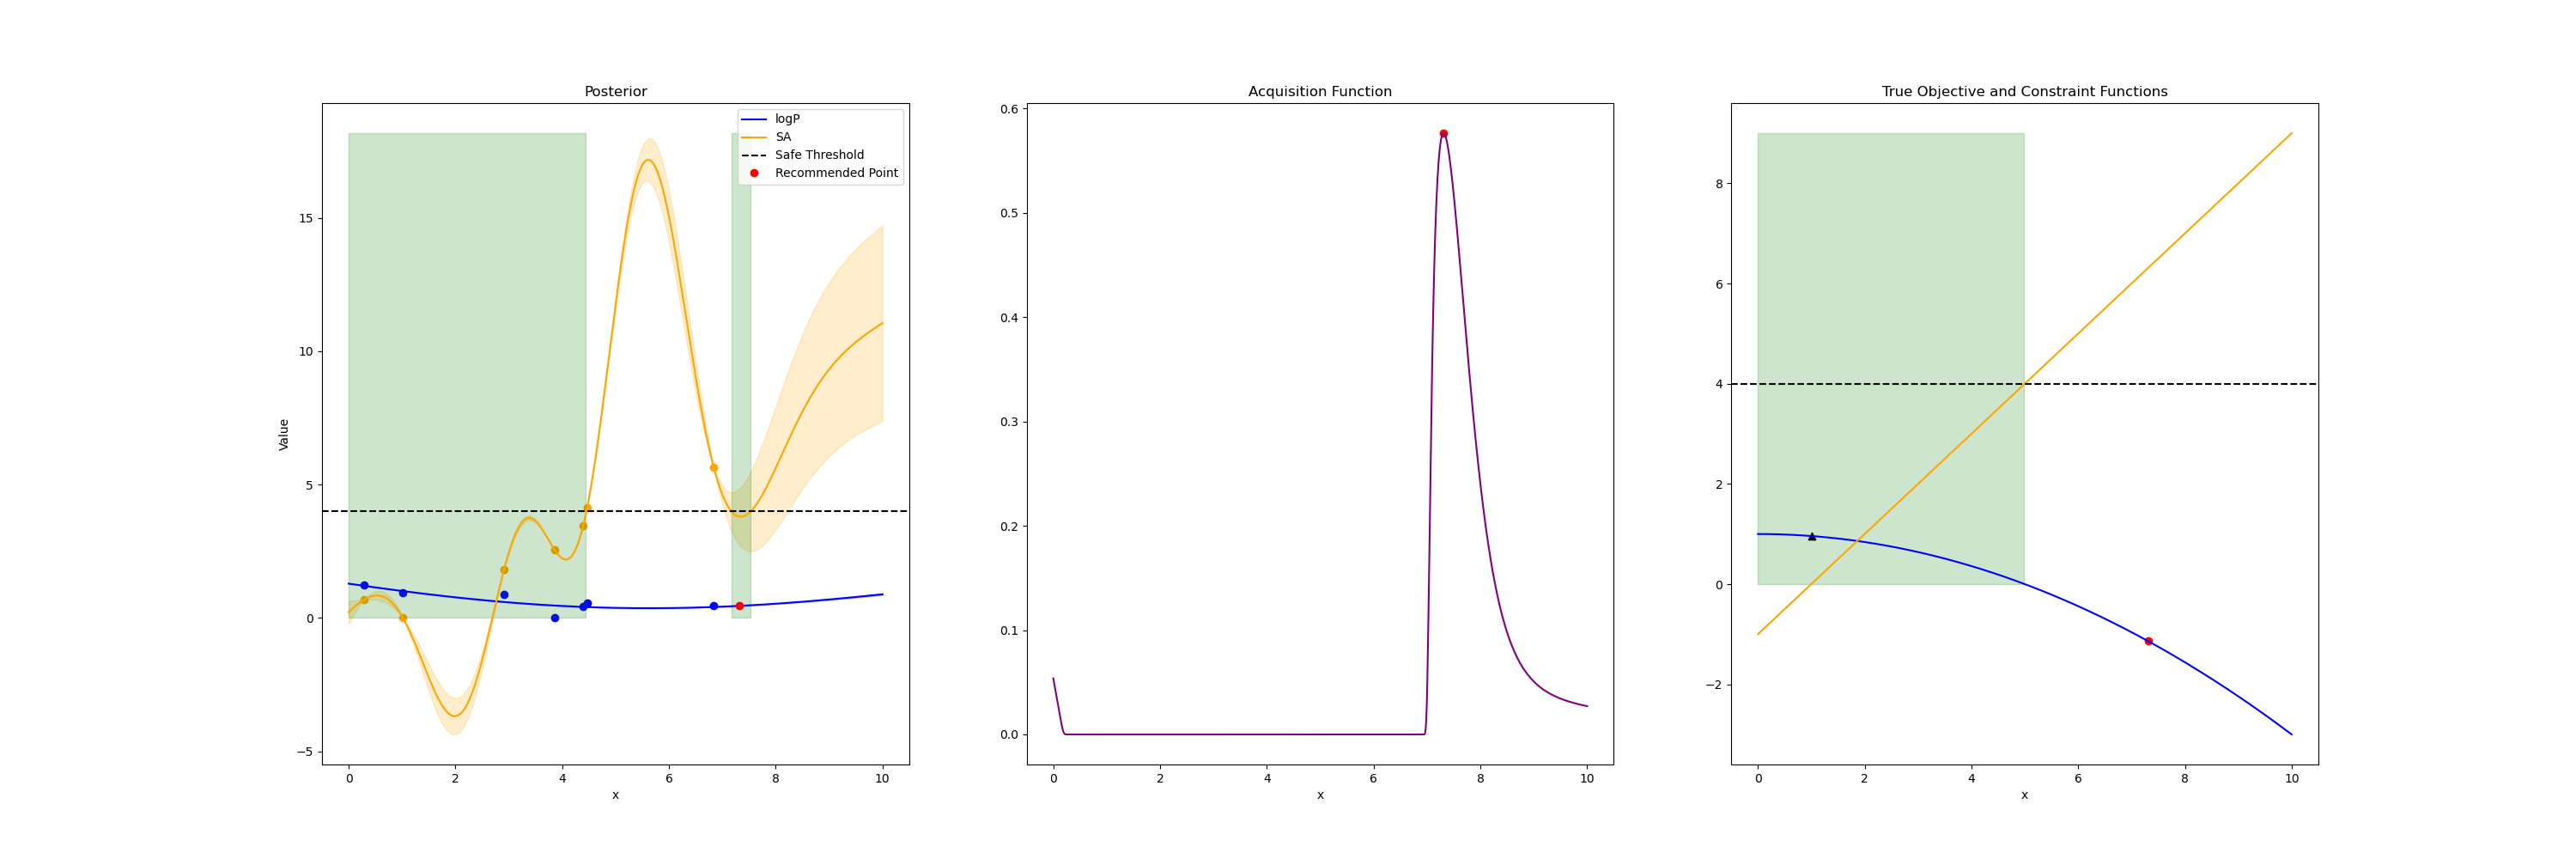 Posterior
logP
SA
Safe Threshold
Recommended Point
15
10
5
0
−5
Value
0 2 4 6 8 10
x
Acquisition Function
0.6
0.5
0.4
0.3
0.2
0.1
0.0
0 2 4 6 8 10
x
True Objective and Constraint Functions
8
6
4
2
0
−2
0 2 4 6 8 10
x